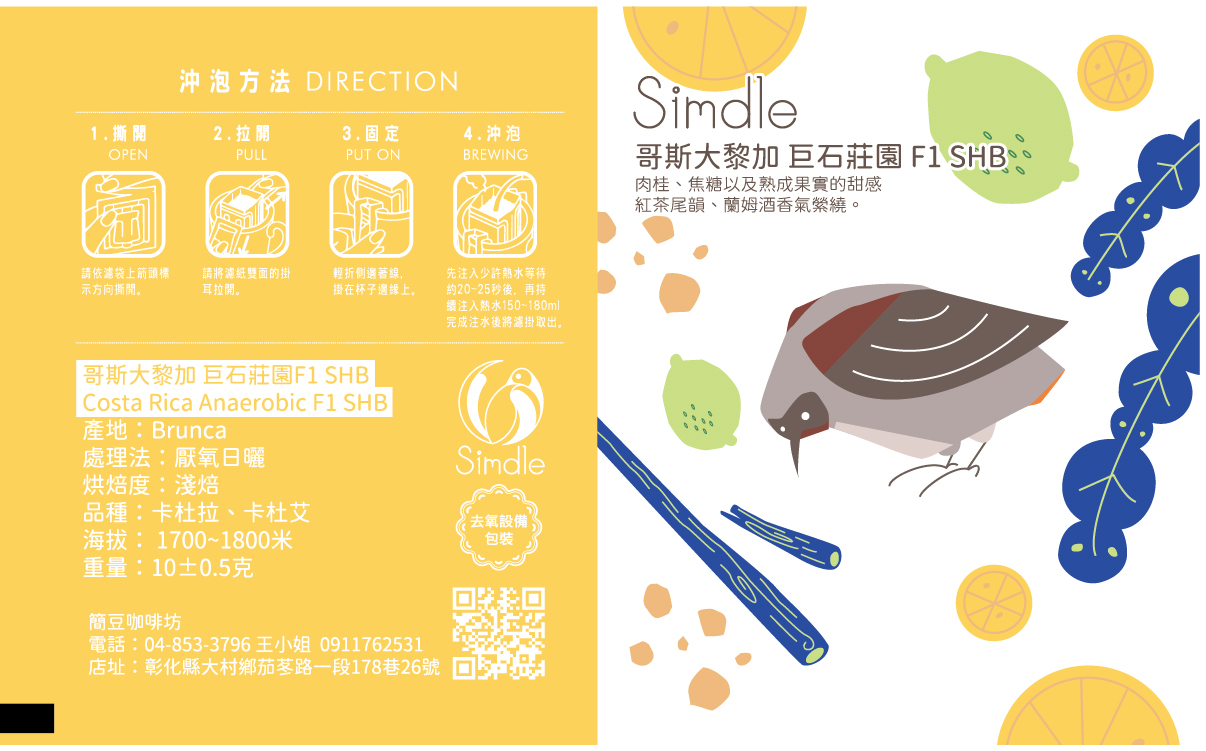 沖泡方法 DIRECTION
1.撕開
OPEN
請依濾袋上箭頭標
示方向撕開。
2.拉開
PULL
請將濾紙雙面的掛
耳拉開。
3.固定
PUT ON
輕折側邊著線,
掛在杯子邊緣上。
4.沖泡
BREWING
先注入少許熱水等待
約20~25秒後, 再持
續注入熱水150~180ml
完成注水後將濾掛取出。
哥斯大黎加 巨石莊園F1 SHB
Costa Rica Anaerobic F1 SHB
產地：Brunca
處理法：厭氧日曬
烘焙度：淺焙
品種：卡杜拉、卡杜艾
海拔： 1700~1800米
重量：10±0.5克
Simdle
去氧設備
包裝
簡豆咖啡坊
電話：04-853-3796 王小姐 0911762531
店址：彰化縣大村鄉茄苳路一段178巷26號
Simdle
哥斯大黎加 巨石莊園 F1 SHB
肉桂、焦糖以及熟成果實的甜感
紅茶尾韻、蘭姆酒香氣縈繞。